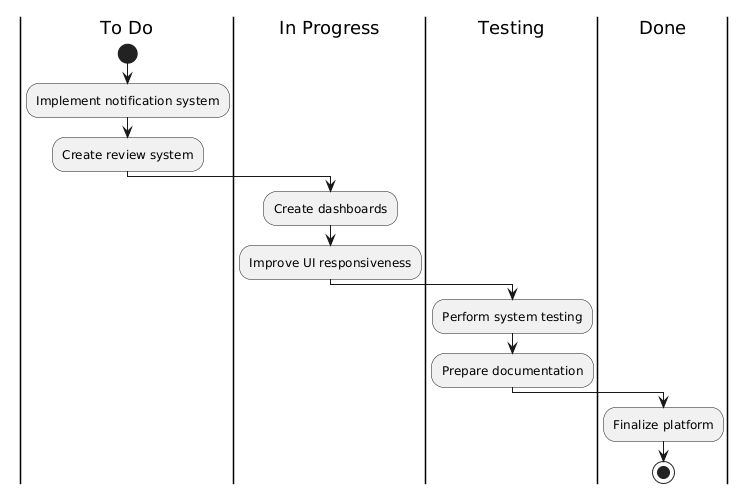 To Do
In Progress
Testing
Done
Implement notification system
Create review system
Create dashboards
Improve UI responsiveness
Perform system testing
Prepare documentation
Finalize platform